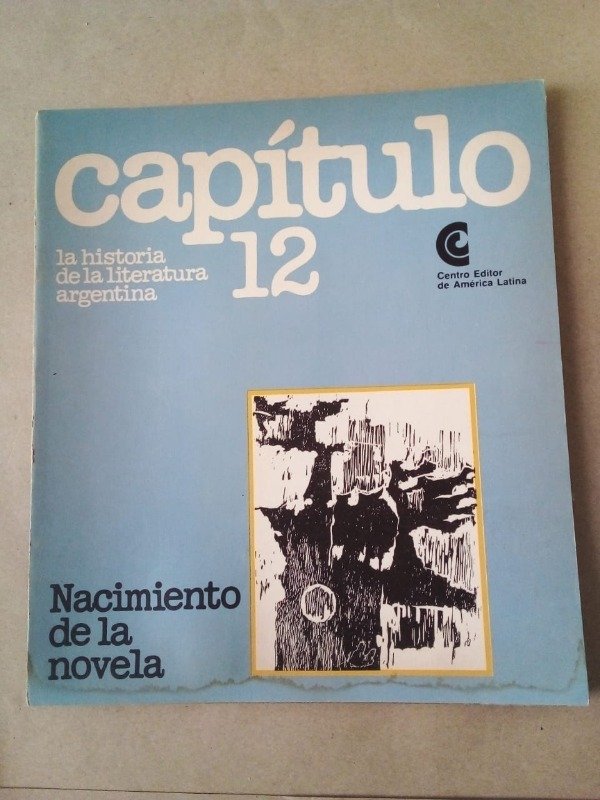 capítulo
12
la historia
de la literatura
argentina
Centro Editor
de América Latina
Nacimiento
de la
novela